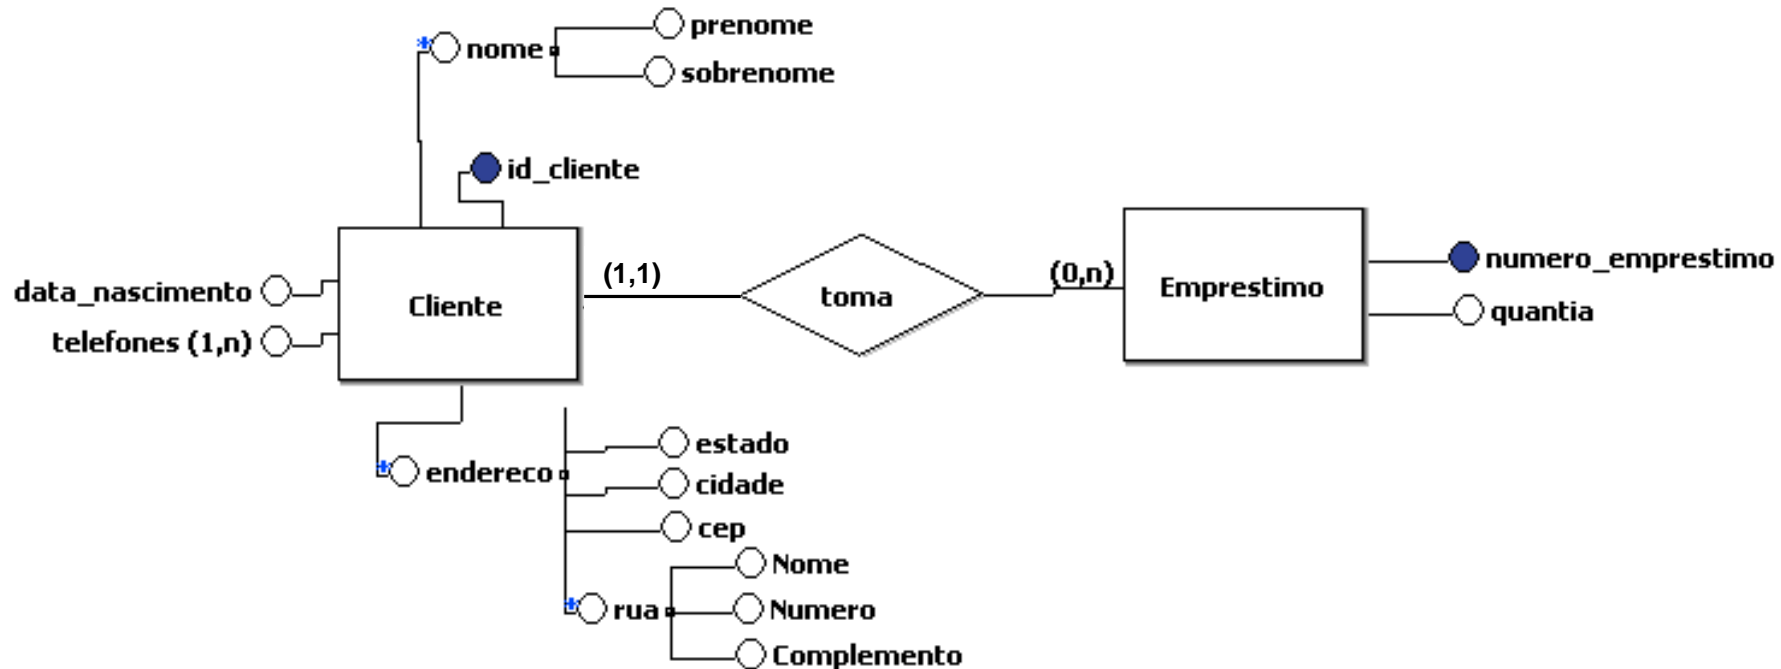 prenome
nome
sobrenome
id_cliente
(1,1)
(0,n)
numero_emprestimo
data_nascimento
Cliente
toma
Emprestimo
quantia
telefones (1,n)
estado
endereco
cidade
cep
Nome
rua
Numero
Complemento